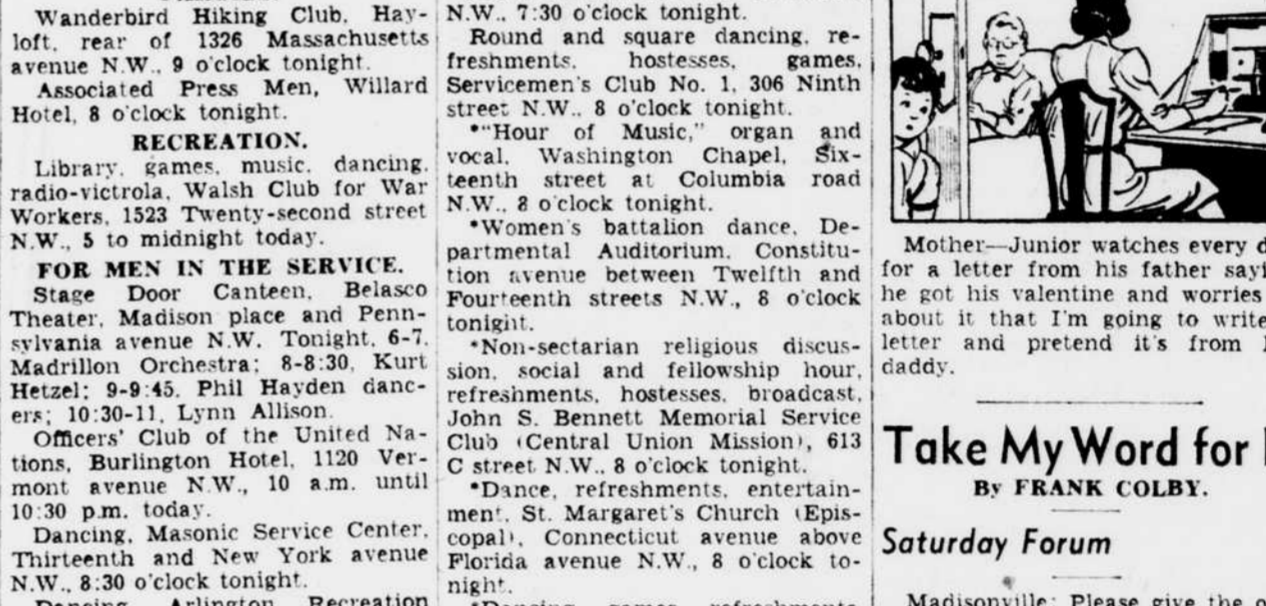 Wanderbird Hiking Club, Hay-
loft, rear of 1326 Massachusetts
avenue N.W., 9 o'clock tonight.
Associated Press Men, Willard
Hotel, 8 o'clock tonight.
RECREATION.
Library, games, music, dancing,
radio-victrola, Walsh Club for War
Workers, 1523 Twenty-second street
N.W., 5 to midnight today.
FOR MEN IN THE SERVICE.
Stage Door Canteen, Belasco
Theater, Madison place and Penn-
sylvania avenue N.W. Tonight, 6-7,
Madrillon Orchestra; 8-8:30, Kurt
Hetzel; 9-9:45, Phil Hayden danc-
ers; 10:30-11, Lynn Allison.
Officers' Club of the United Na-
tions, Burlington Hotel, 1120 Ver-
mont avenue N.W., 10 a.m. until
10:30 p.m. today.
Dancing, Masonic Service Center,
Thirteenth and New York avenue
N.W., 8:30 o'clock tonight.
Dancing, Arlington Recreation
N.W., 7:30 o'clock tonight.
Round and square dancing, re-
freshments, hostesses, games,
Servicemen's Club No. 1, 306 Ninth
street N.W., 8 o'clock tonight.
*"Hour of Music," organ and
vocal, Washington Chapel, Six-
teenth street at Columbia road
N.W., 8 o'clock tonight.
*Women's battalion dance, De-
partmental Auditorium, Constitu-
tion avenue between Twelfth and
Fourteenth streets N.W., 8 o'clock
tonight.
*Non-sectarian religious discus-
sion, social and fellowship hour,
refreshments, hostesses, broadcast,
John S. Bennett Memorial Service
Club (Central Union Mission), 613
C street N.W., 8 o'clock tonight.
*Dance, refreshments, entertain-
ment, St. Margaret's Church (Epis-
copal), Connecticut avenue above
Florida avenue N.W., 8 o'clock to-
night.
*Dancing, games, refreshments,
Mother—Junior watches every
for a letter from his father
he got his valentine and worries
about it that I'm going to write
letter and pretend it's from
daddy.
Take My Word for
By FRANK COLBY.
Saturday Forum
Madisonville: Please give the